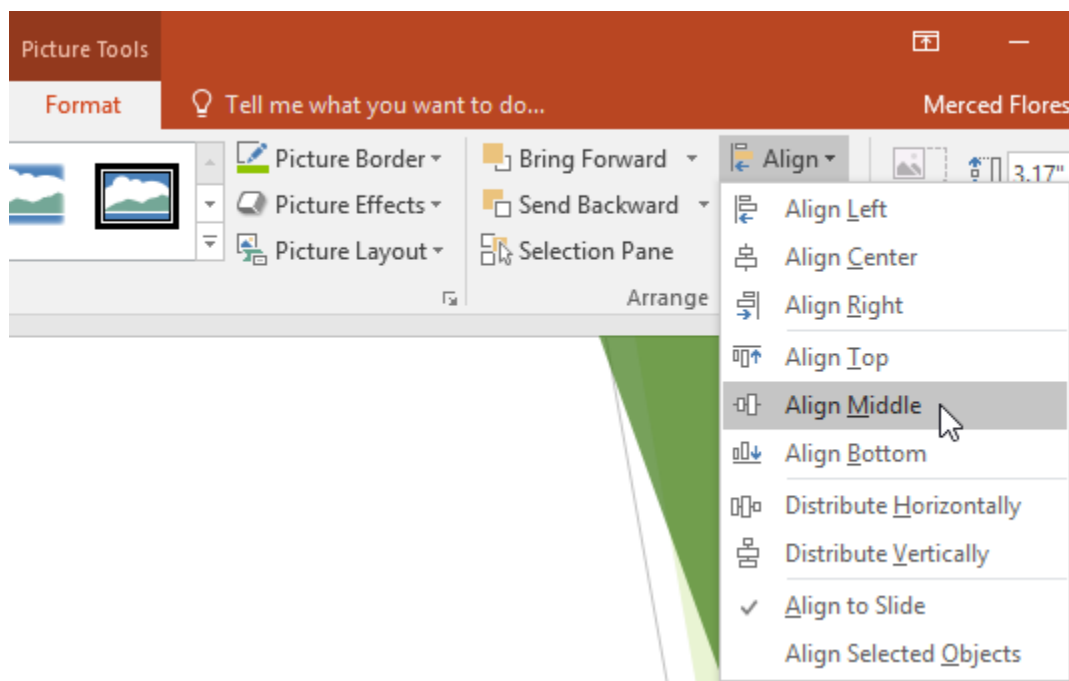 Picture Tools
Format
Tell me what you want to do...
Merced Flores
Picture Border
Picture Effects
Picture Layout
Bring Forward
Send Backward
Selection Pane
Arrange
Align
3.17"
Align Left
Align Center
Align Right
Align Top
Align Middle
Align Bottom
Distribute Horizontally
Distribute Vertically
Align to Slide
Align Selected Objects